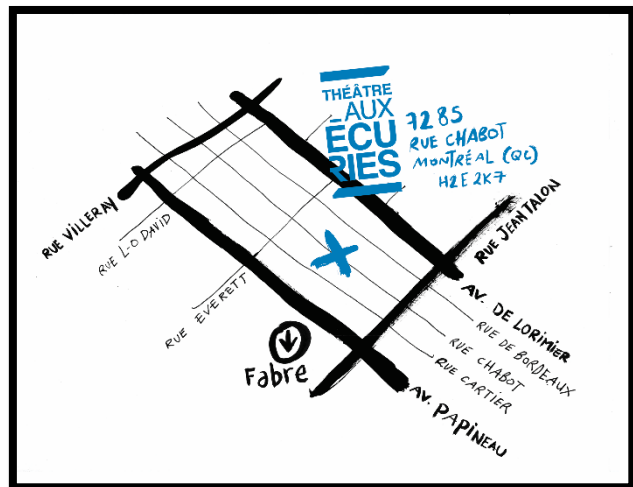 THÉÂTRE
AUX
ÉCU
RIES
7285
RUE CHABOT
MONTRÉAL (QC)
H2E 2K7
RUE VILLERAY
RUE L-O DAVID
RUE EVERETT
RUE JEAN TALON
AV. DE LORIMIER
RUE DE BORDEAUX
RUE CHABOT
RUE CARTIER
AV. PAPINEAU
Fabre